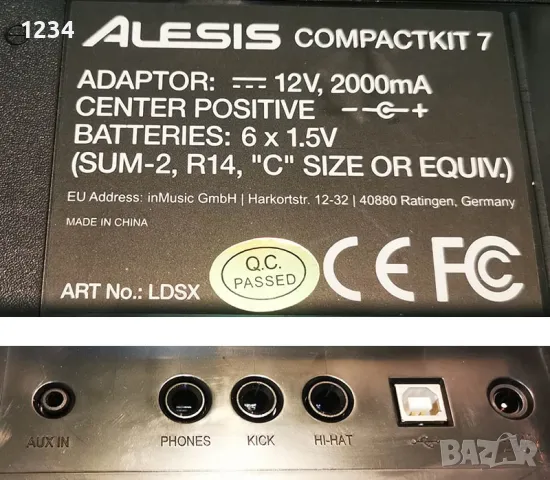 1234
ALESIS COMPACTKIT 7
ADAPTOR: 12V, 2000mA
CENTER POSITIVE - +
BATTERIES: 6 x 1.5V
(SUM-2, R14, "C" SIZE OR EQUIV.)
EU Address: inMusic GmbH | Harkortstr. 12-32 | 40880 Ratingen, Germany
MADE IN CHINA
Q.C.
PASSED
CE FC
ART No.: LDSX
AUX IN PHONES KICK HI-HAT
BAZAR